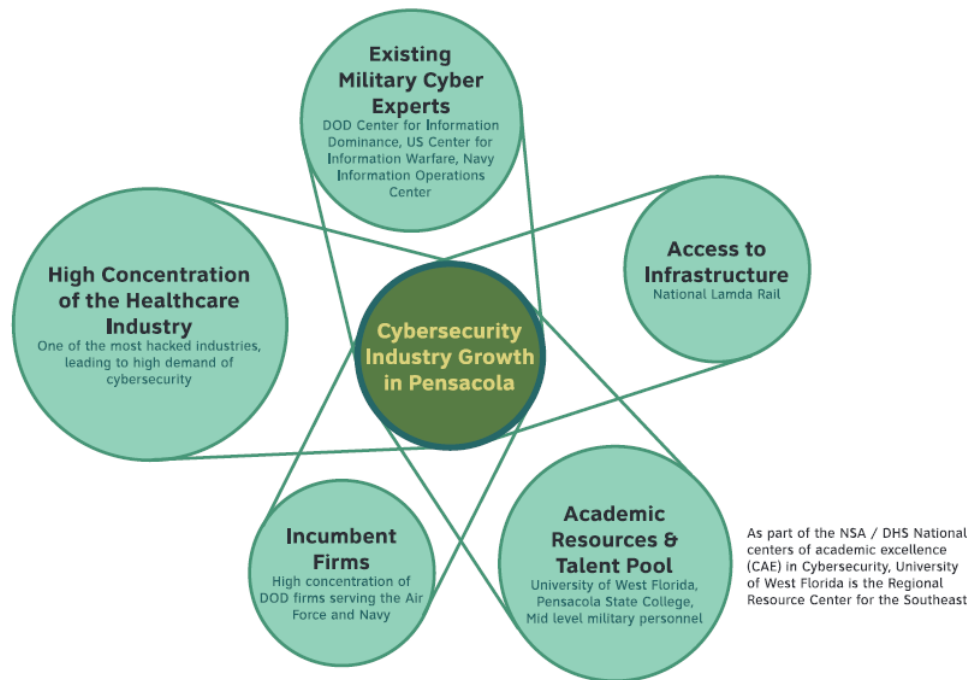 Existing
Military Cyber
Experts
DOD Center for Information
Dominance, US Center for
Information Warfare, Navy
Information Operations
Center
High Concentration
of the Healthcare
Industry
One of the most hacked industries,
leading to high demand of
cybersecurity
Access to
Infrastructure
National Lamda Rail
Cybersecurity
Industry Growth
in Pensacola
Incumbent
Firms
High concentration of
DOD firms serving the Air
Force and Navy
Academic
Resources &
Talent Pool
University of West Florida,
Pensacola State College,
Mid level military personnel
As part of the NSA / DHS National
centers of academic excellence
(CAE) in Cybersecurity, University
of West Florida is the Regional
Resource Center for the Southeast